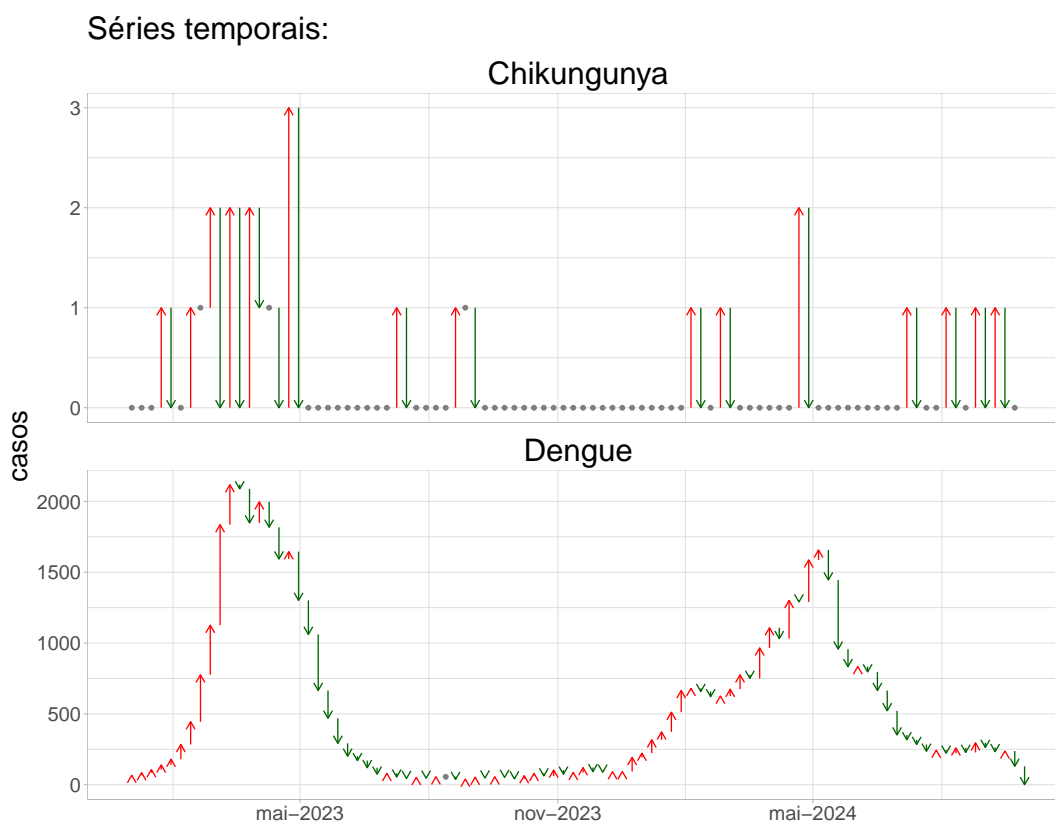 Séries temporais:
Chikungunya
3
2
1
0
casos
Dengue
2000
1500
1000
500
0
mai−2023
nov−2023
mai−2024